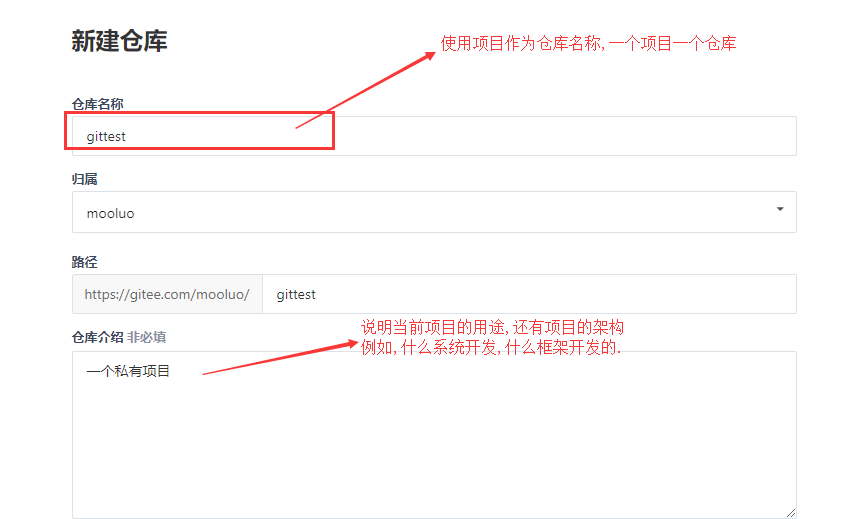 新建仓库
使用项目作为仓库名称, 一个项目一个仓库
仓库名称
gittest
归属
mooluo
路径
https://gitee.com/mooluo/ gittest
仓库介绍 非必填
说明当前项目的用途, 还有项目的架构
例如, 什么系统开发, 什么框架开发的.
一个私有项目